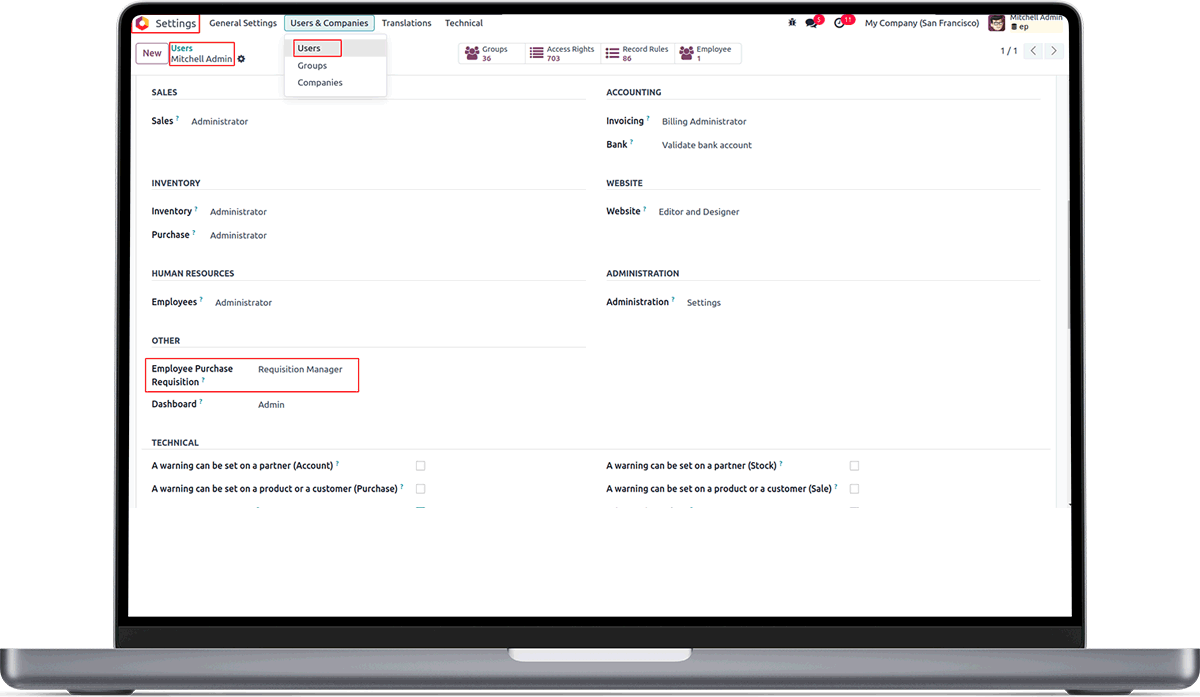 Settings General Settings Users & Companies Translations Technical 5 11 My Company (San Francisco) Mitchell Admin
ep
New Users
Mitchell Admin
Users
Groups
Companies
Groups
36
Access Rights
703
Record Rules
86
Employee
1
1 / 1
SALES
Sales ? Administrator
ACCOUNTING
Invoicing ? Billing Administrator
Bank ? Validate bank account
INVENTORY
Inventory ? Administrator
Purchase ? Administrator
WEBSITE
Website ? Editor and Designer
HUMAN RESOURCES
Employees ? Administrator
ADMINISTRATION
Administration ? Settings
OTHER
Employee Purchase Requisition Manager
Requisition ?
Dashboard ? Admin
TECHNICAL
A warning can be set on a partner (Account) ?
A warning can be set on a partner (Stock) ?
A warning can be set on a product or a customer (Purchase) ?
A warning can be set on a product or a customer (Sale) ?